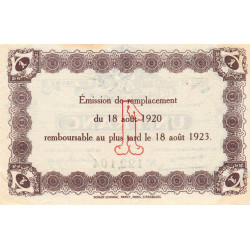 Émission de remplacement
du 18 août 1920
remboursable au plus tard le 18 août 1923.